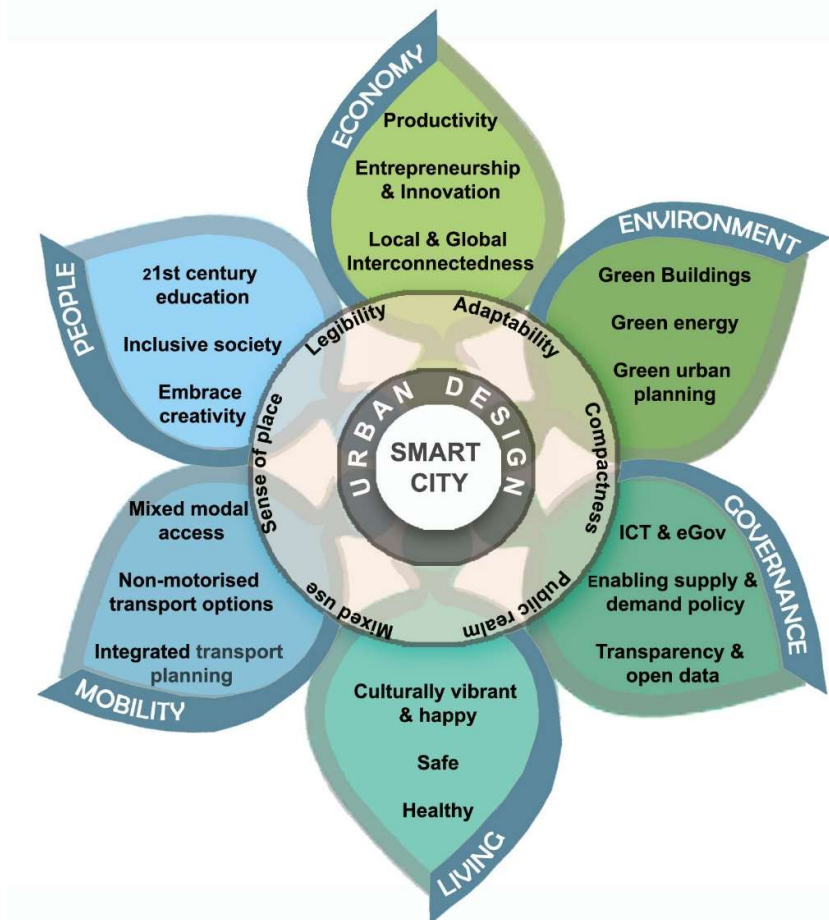 ECONOMY
Productivity
Entrepreneurship
& Innovation
Local & Global
Interconnectedness
ENVIRONMENT
Green Buildings
Green energy
Green urban
planning
GOVERNANCE
ICT & eGov
Enabling supply &
demand policy
Transparency &
open data
LIVING
Culturally vibrant
& happy
Safe
Healthy
MOBILITY
Mixed modal
access
Non-motorised
transport options
Integrated transport
planning
PEOPLE
21st century
education
Inclusive society
Embrace
creativity
Legibility
Adaptability
Compactness
Public realm
Mixed use
Sense of place
URBAN DESIGN
SMART
CITY